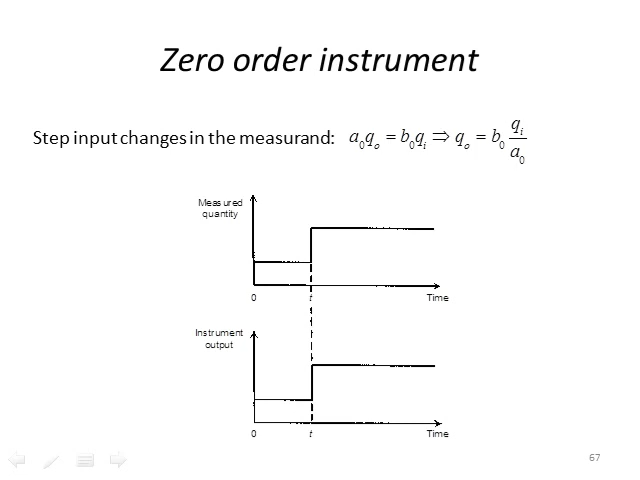 Zero order instrument
Step input changes in the measurand: a₀qₒ = b₀qᵢ ⇒ qₒ = b₀ qᵢ/a₀
Measured
quantity
0 t Time
Instrument
output
0 t Time
67